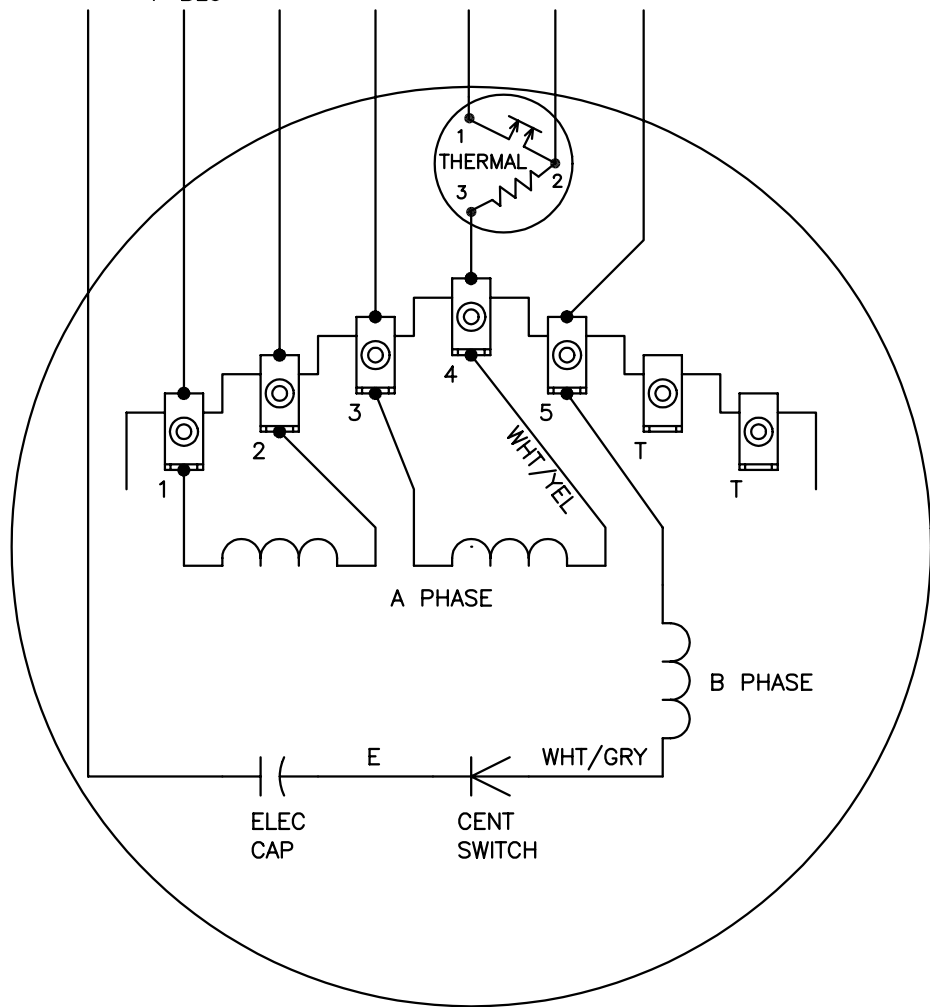 1
THERMAL
2
3
4
3
5
2
T
1
T
WHT/YEL
A PHASE
B PHASE
E
WHT/GRY
ELEC
CAP
CENT
SWITCH